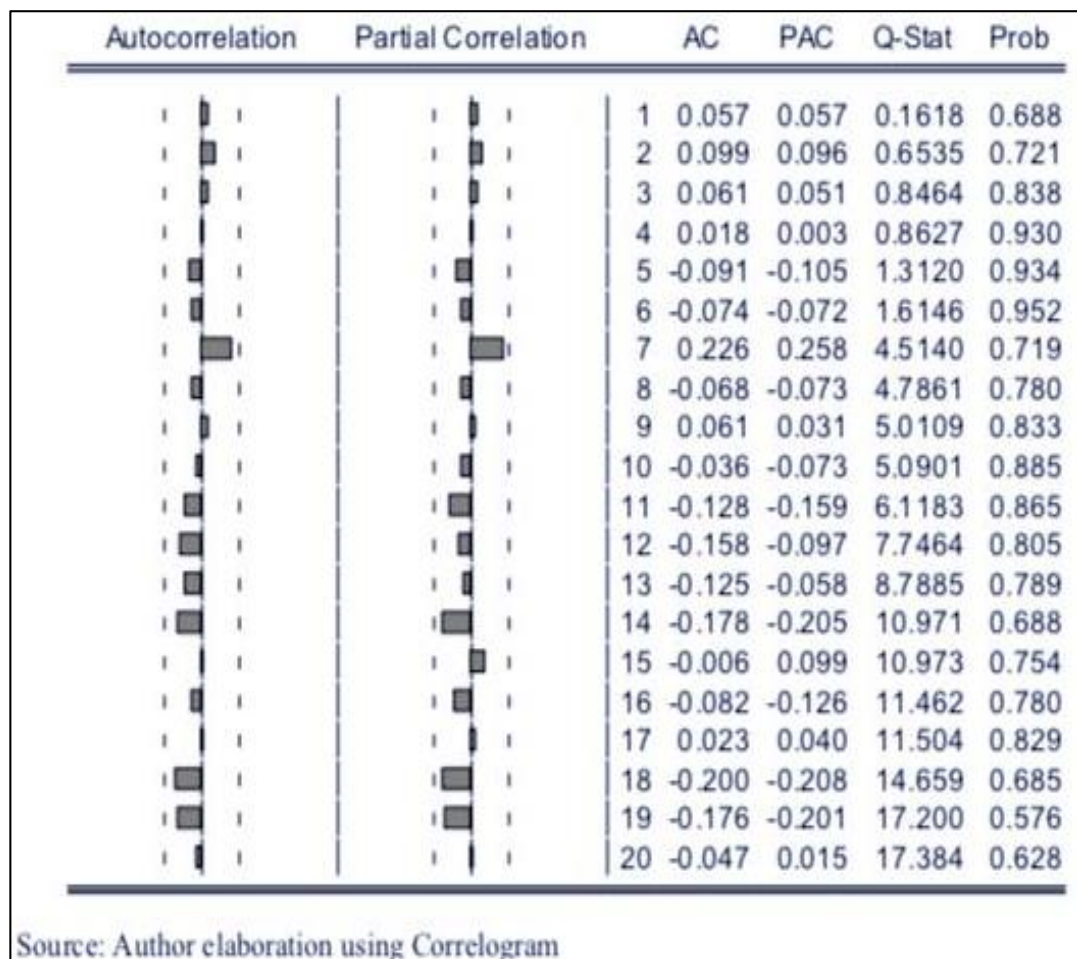 Autocorrelation Partial Correlation AC PAC Q-Stat Prob
1 0.057 0.057 0.1618 0.688
2 0.099 0.096 0.6535 0.721
3 0.061 0.051 0.8464 0.838
4 0.018 0.003 0.8627 0.930
5 -0.091 -0.105 1.3120 0.934
6 -0.074 -0.072 1.6146 0.952
7 0.226 0.258 4.5140 0.719
8 -0.068 -0.073 4.7861 0.780
9 0.061 0.031 5.0109 0.833
10 -0.036 -0.073 5.0901 0.885
11 -0.128 -0.159 6.1183 0.865
12 -0.158 -0.097 7.7464 0.805
13 -0.125 -0.058 8.7885 0.789
14 -0.178 -0.205 10.971 0.688
15 -0.006 0.099 10.973 0.754
16 -0.082 -0.126 11.462 0.780
17 0.023 0.040 11.504 0.829
18 -0.200 -0.208 14.659 0.685
19 -0.176 -0.201 17.200 0.576
20 -0.047 0.015 17.384 0.628
Source: Author elaboration using Correlogram